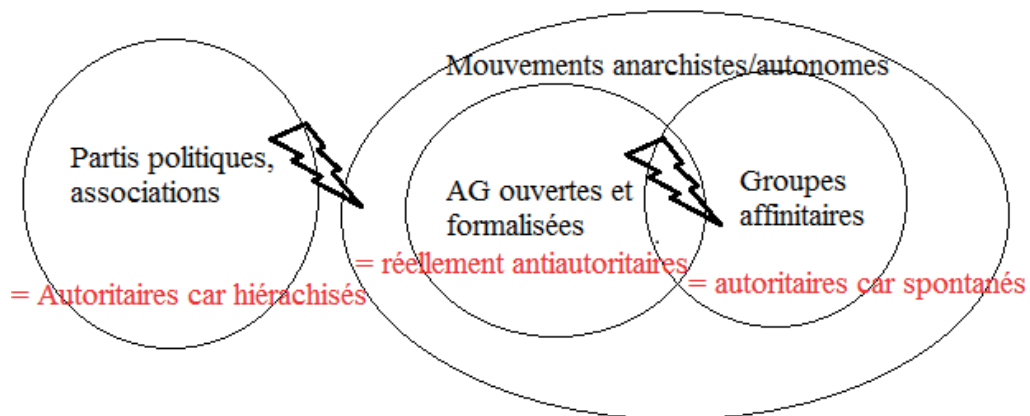 Mouvements anarchistes/autonomes
Partis politiques,
associations
AG ouvertes et
formalisées
Groupes
affinitaires
= réellement antiautoritaires
= Autoritaires car hiérachisés
= autoritaires car spontanés